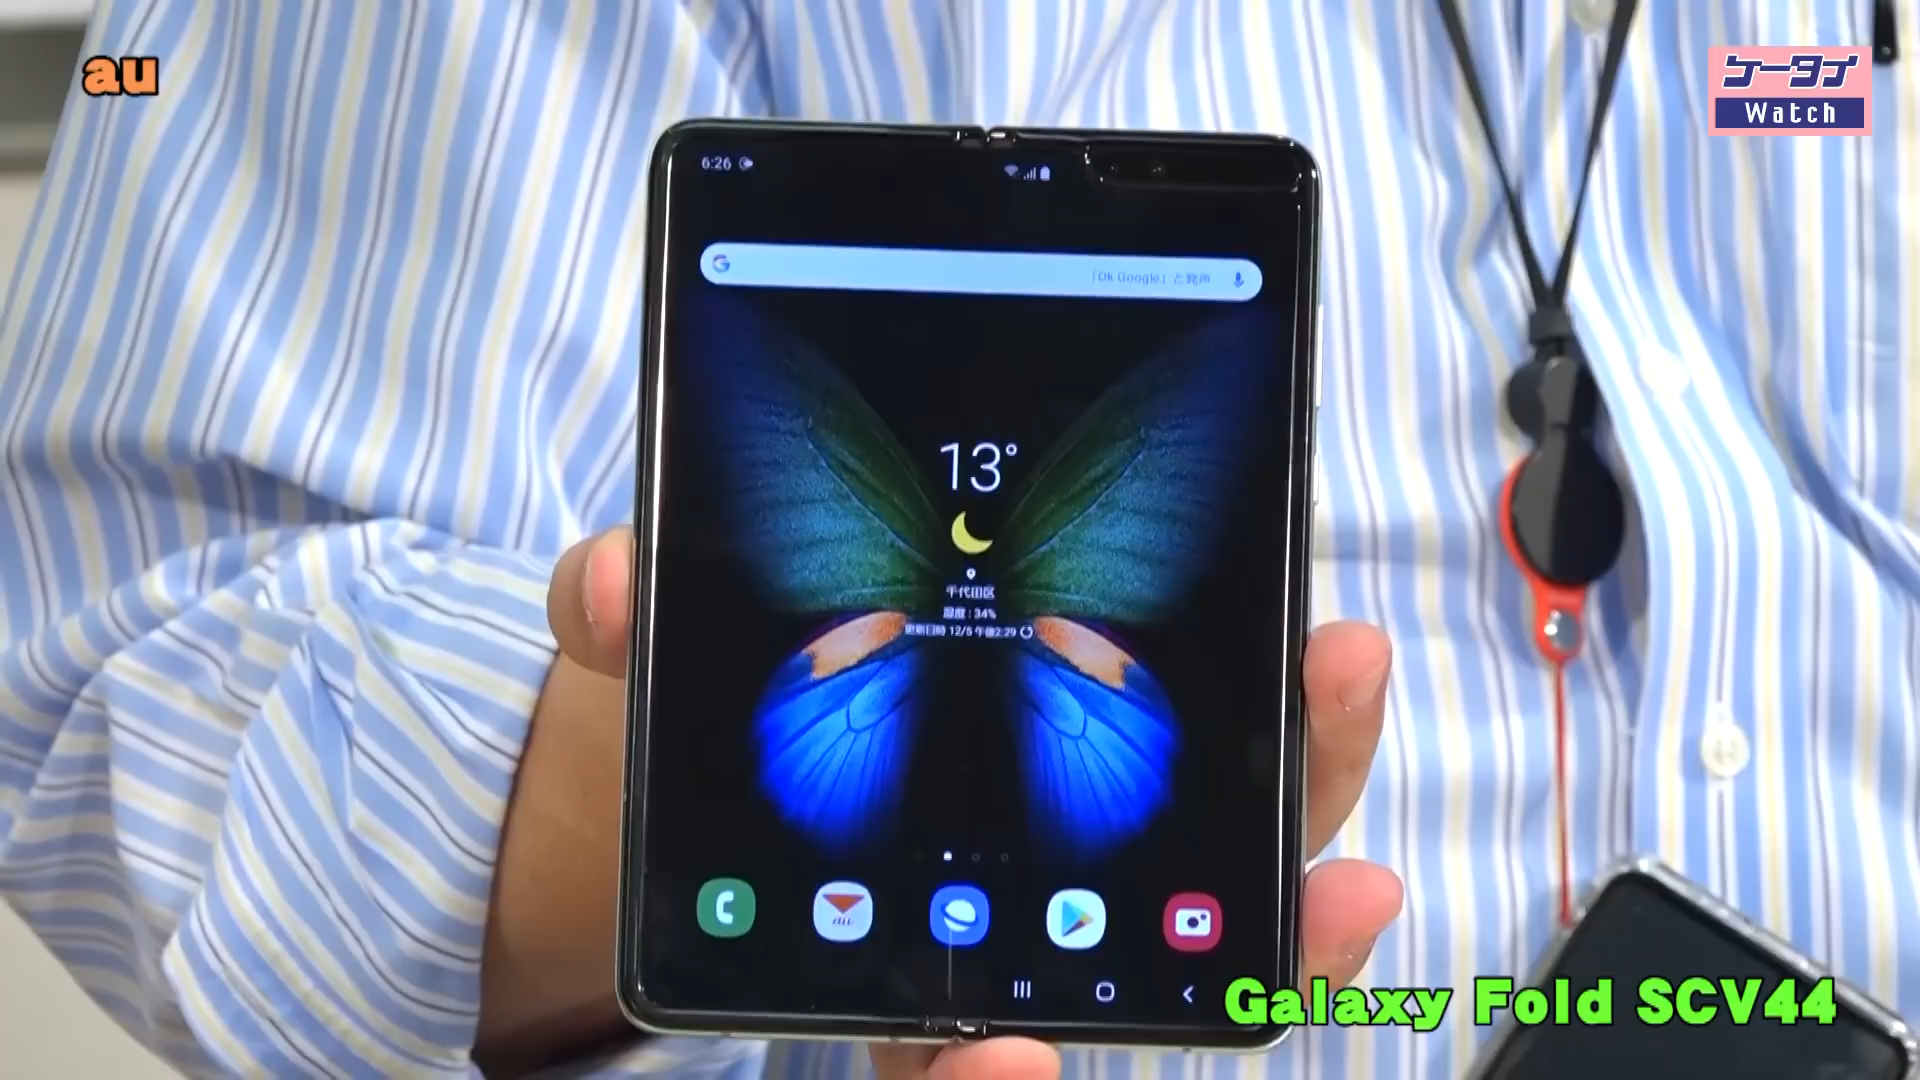 au
ケータイ
Watch
6:26
「Ok Google」と発声
13°
千代田区
湿度 : 34%
更新日時 12/5 午後2:29
au
Galaxy Fold SCV44